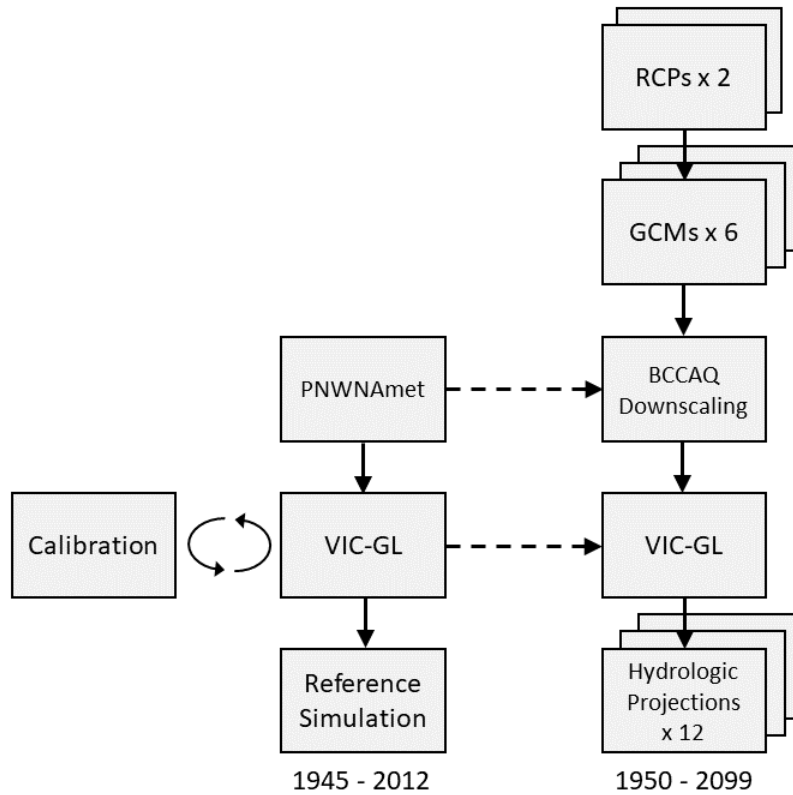 RCPs x 2
GCMs x 6
PNWNAmet
BCCAQ
Downscaling
Calibration
VIC-GL
VIC-GL
Reference
Simulation
Hydrologic
Projections
x 12
1945 - 2012
1950 - 2099